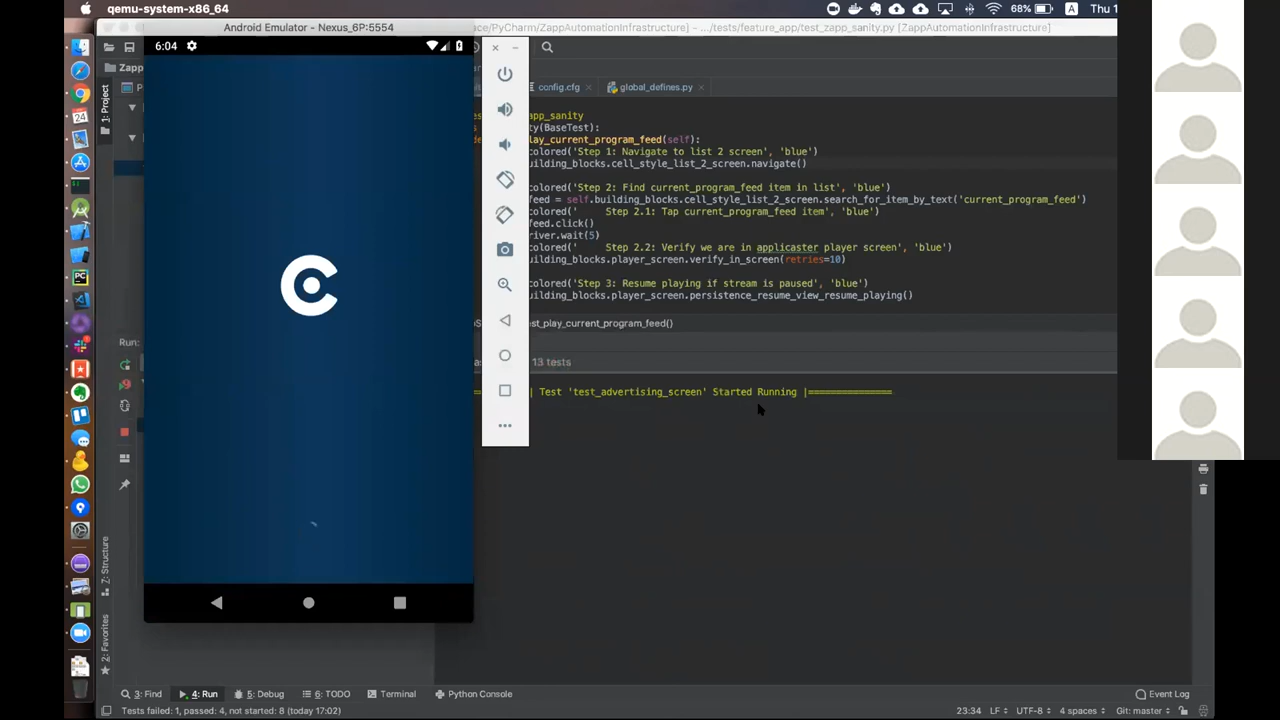 qemu-system-x86_64
68%
A
Thu 1
Android Emulator - Nexus_6P:5554
ace/PyCharm/ZappAutomationInfrastructure] - .../tests/feature_app/test_zapp_sanity.py [ZappAutomationInfrastructure]
6:04
Zapp
config.cfg
global_defines.py
1: Project
app_sanity
ity(BaseTest):
lay_current_program_feed(self):
colored('Step 1: Navigate to list 2 screen', 'blue')
uilding_blocks.cell_style_list_2_screen.navigate()
colored('Step 2: Find current_program_feed item in list', 'blue')
feed = self.building_blocks.cell_style_list_2_screen.search_for_item_by_text('current_program_feed')
colored('     Step 2.1: Tap current_program_feed item', 'blue')
feed.click()
river.wait(5)
colored('     Step 2.2: Verify we are in applicaster player screen', 'blue')
uilding_blocks.player_screen.verify_in_screen(retries=10)
colored('Step 3: Resume playing if stream is paused', 'blue')
uilding_blocks.player_screen.persistence_resume_view_resume_playing()
est_play_current_program_feed()
Run:
13 tests
| Test 'test_advertising_screen' Started Running |===============
Z: Structure
2: Favorites
3: Find
4: Run
5: Debug
6: TODO
Terminal
Python Console
Event Log
Tests failed: 1, passed: 4, not started: 8 (today 17:02)
23:34
LF
UTF-8
4 spaces
Git: master